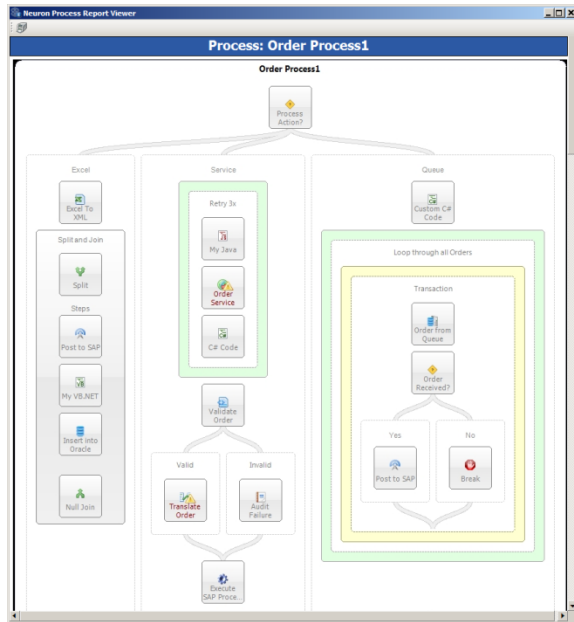 Neuron Process Report Viewer
Process: Order Process1
Order Process1
Process
Action?
Excel
Excel To
XML
Split and Join
Split
Steps
Post to SAP
My VB.NET
Insert into
Oracle
Null Join
Service
Retry 3x
My Java
Order
Service
C# Code
Validate
Order
Valid
Translate
Order
Invalid
Audit
Failure
Execute
SAP Proce...
Queue
Custom C#
Code
Loop through all Orders
Transaction
Order from
Queue
Order
Received?
Yes
Post to SAP
No
Break